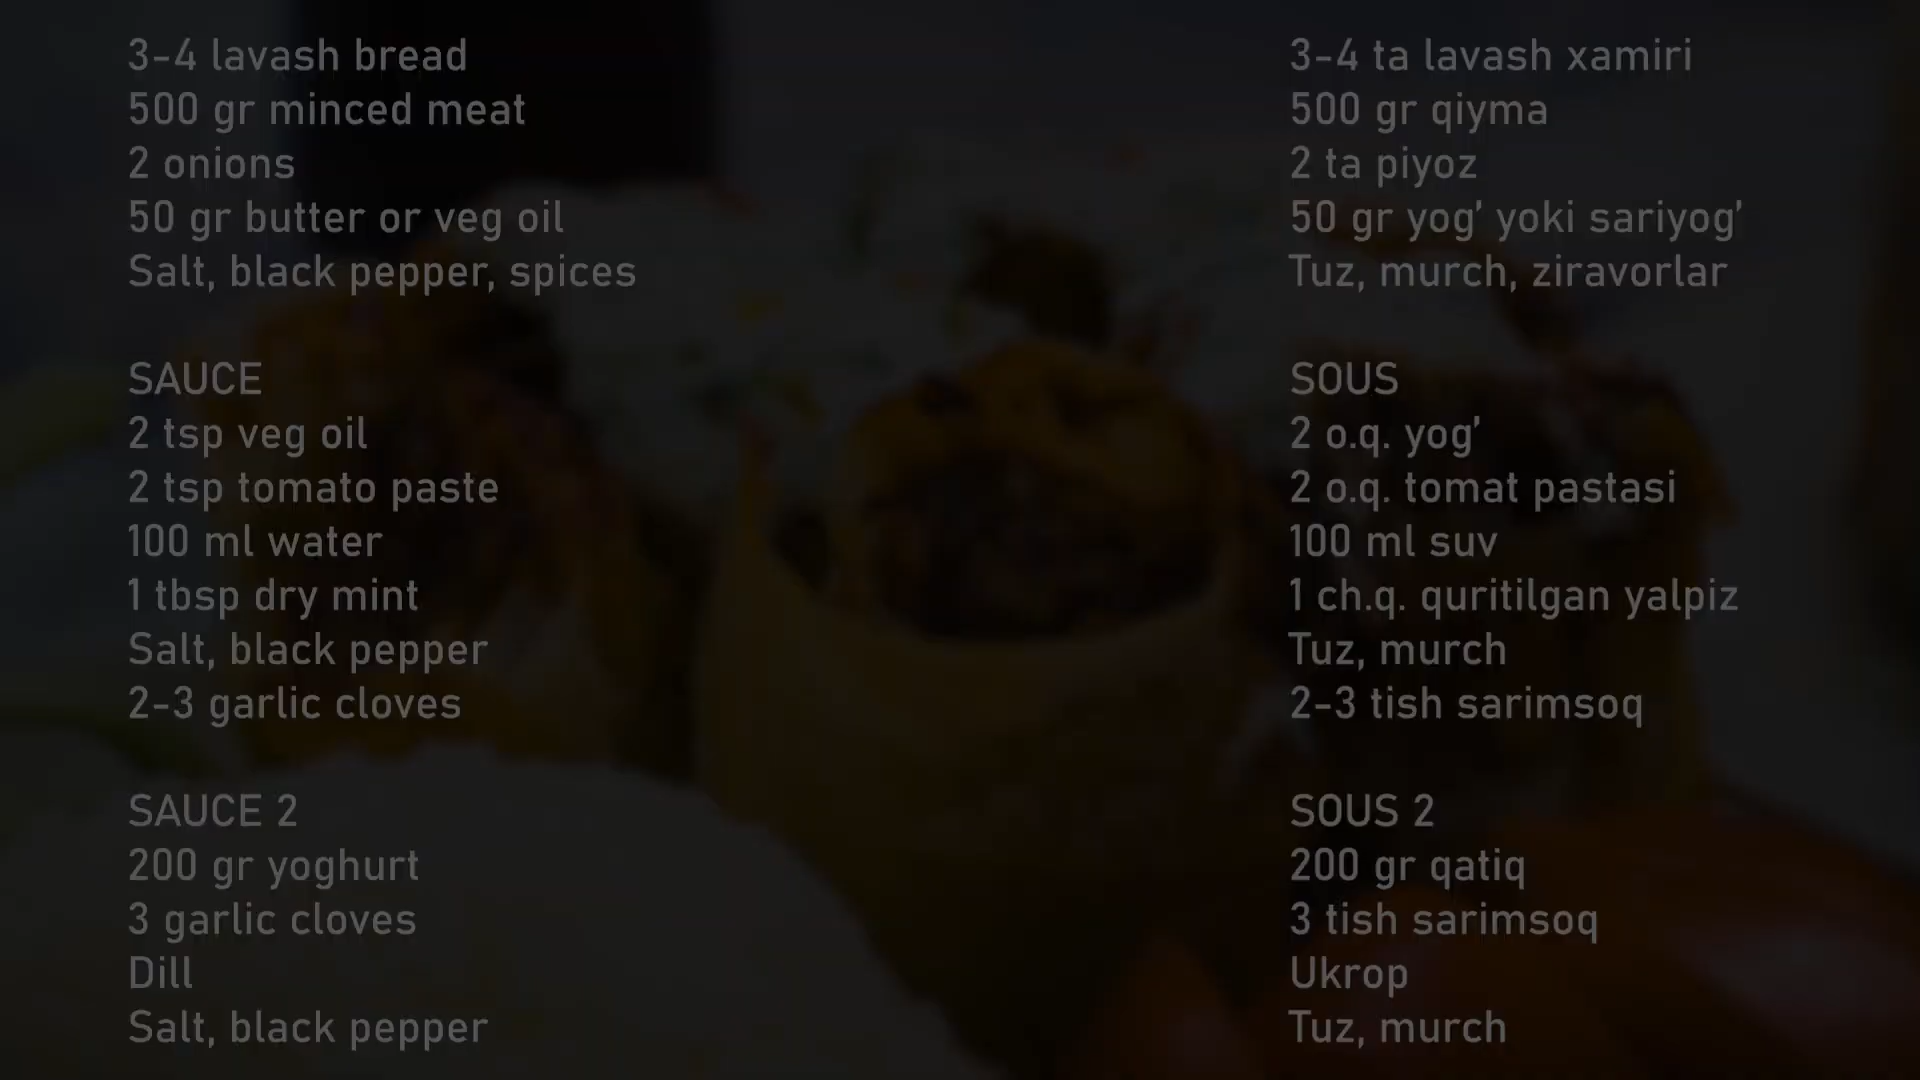 3-4 lavash bread
500 gr minced meat
2 onions
50 gr butter or veg oil
Salt, black pepper, spices
SAUCE
2 tsp veg oil
2 tsp tomato paste
100 ml water
1 tbsp dry mint
Salt, black pepper
2-3 garlic cloves
SAUCE 2
200 gr yoghurt
3 garlic cloves
Dill
Salt, black pepper
3-4 ta lavash xamiri
500 gr qiyma
2 ta piyoz
50 gr yog’ yoki sariyog’
Tuz, murch, ziravorlar
SOUS
2 o.q. yog’
2 o.q. tomat pastasi
100 ml suv
1 ch.q. quritilgan yalpiz
Tuz, murch
2-3 tish sarimsoq
SOUS 2
200 gr qatiq
3 tish sarimsoq
Ukrop
Tuz, murch